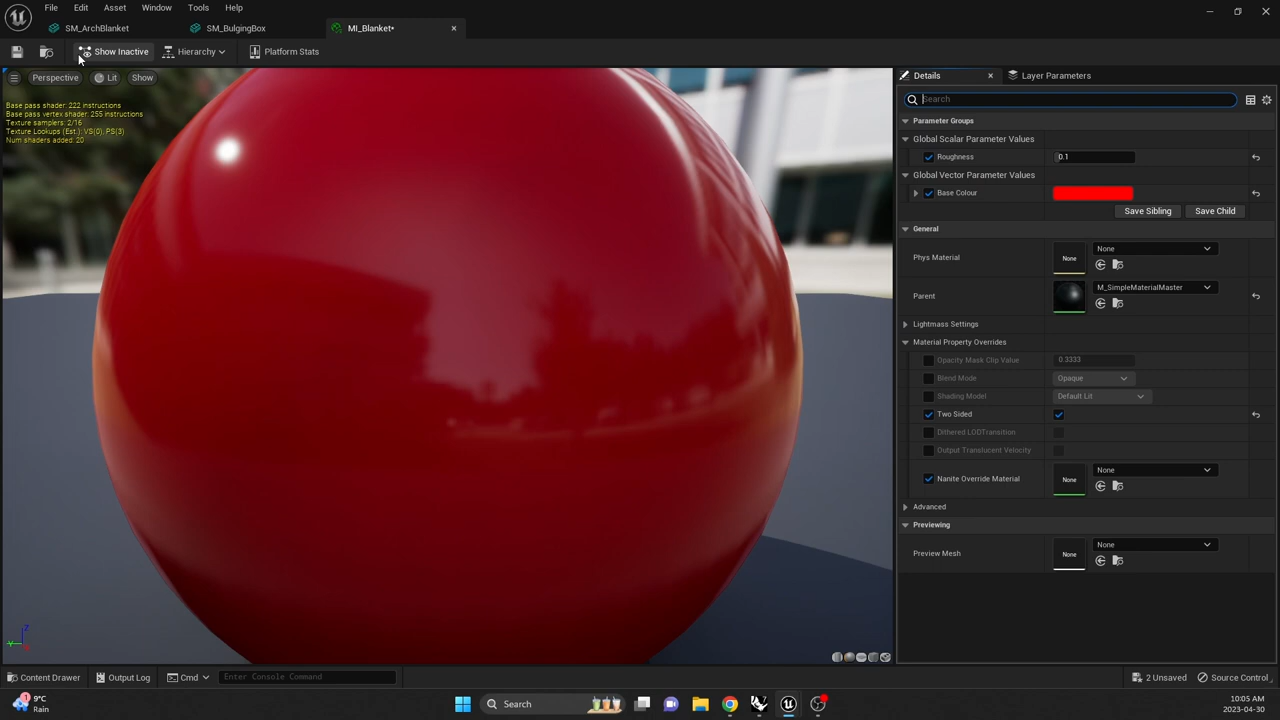 File Edit Asset Window Tools Help
SM_ArchBlanket SM_BulgingBox MI_Blanket*
Show Inactive Hierarchy Platform Stats
Perspective Lit Show
Base pass shader: 222 instructions
Base pass vertex shader: 255 instructions
Texture samplers: 2/16
Texture Lookups (Est.): VS(0), PS(3)
Num shaders added: 20
Details Layer Parameters
Search
Parameter Groups
Global Scalar Parameter Values
Roughness 0.1
Global Vector Parameter Values
Base Colour
Save Sibling Save Child
General
Phys Material None None
Parent M_SimpleMaterialMaster
Lightmass Settings
Material Property Overrides
Opacity Mask Clip Value 0.3333
Blend Mode Opaque
Shading Model Default Lit
Two Sided
Dithered LODTransition
Output Translucent Velocity
Nanite Override Material None None
Advanced
Previewing
Preview Mesh None None
Z
Y
Content Drawer Output Log Cmd Enter Console Command 2 Unsaved Source Control
1
9°C
Rain
Search
10:05 AM
2023-04-30